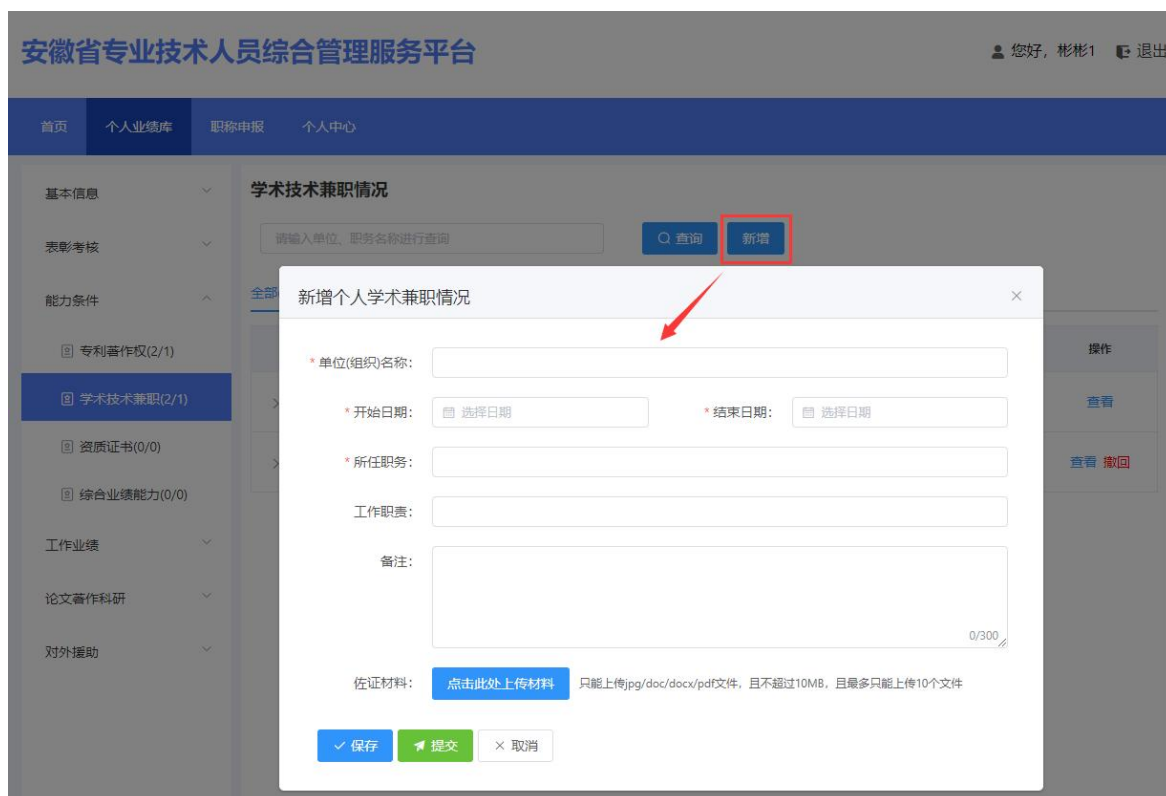 安徽省专业技术人员综合管理服务平台
您好，彬彬1 退出
首页 个人业绩库 职称申报 个人中心
基本信息
表彰考核
能力条件
专利著作权(2/1)
学术技术兼职(2/1)
资质证书(0/0)
综合业绩能力(0/0)
工作业绩
论文著作科研
对外援助
学术技术兼职情况
请输入单位、职务名称进行查询 查询 新增
全部
操作
查看
查看 撤回
新增个人学术兼职情况
* 单位(组织)名称：
* 开始日期： 选择日期 * 结束日期： 选择日期
* 所任职务：
工作职责：
备注：
0/300
佐证材料： 点击此处上传材料 只能上传jpg/doc/docx/pdf文件，且不超过10MB，且最多只能上传10个文件
保存 提交 取消